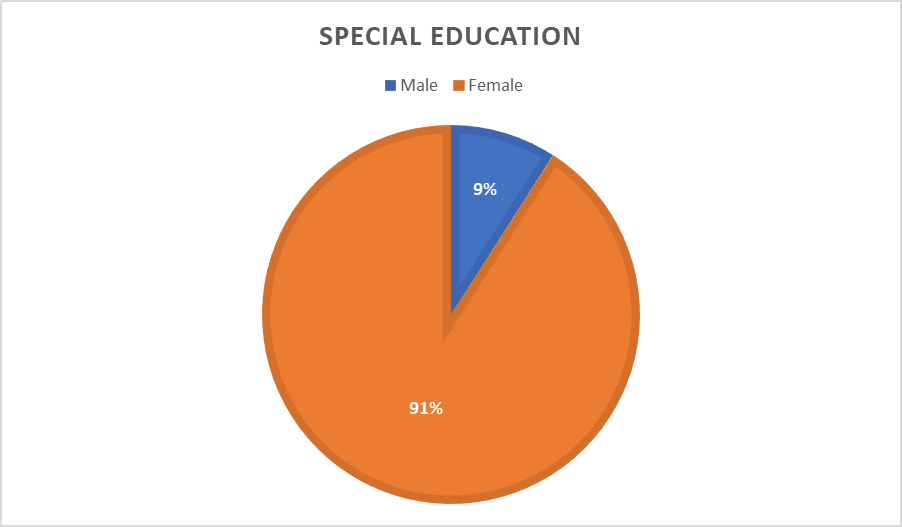 SPECIAL EDUCATION
Male Female
9%
91%